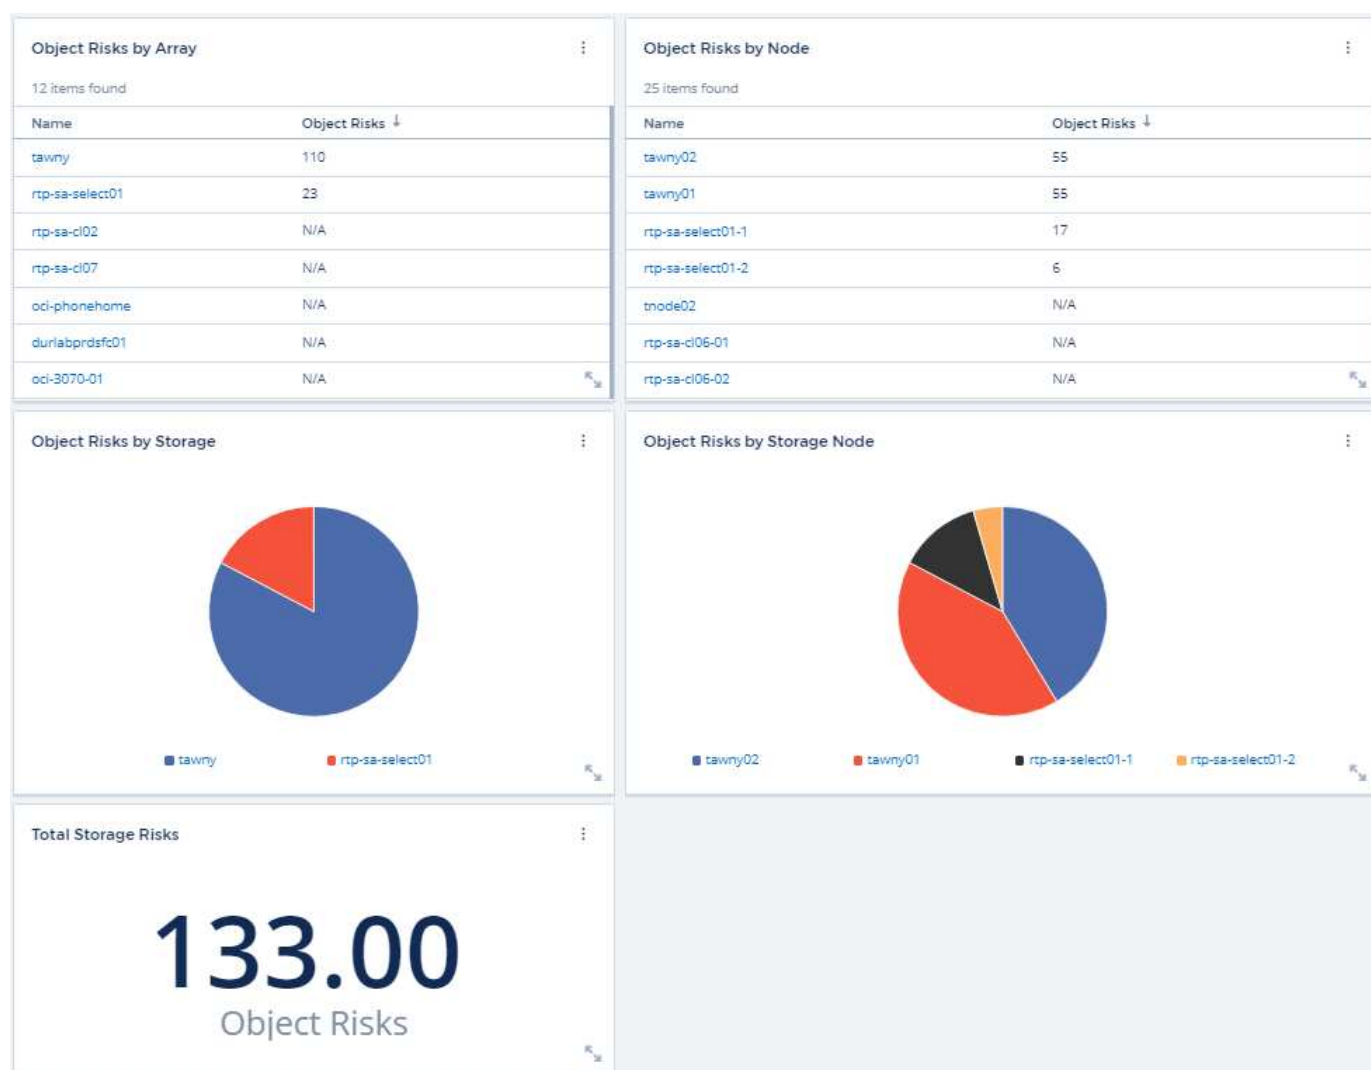 Object Risks by Array
12 items found
Name Object Risks ↓
tawny 110
rtp-sa-select01 23
rtp-sa-cl02 N/A
rtp-sa-cl07 N/A
oci-phonehome N/A
durlabprdsfc01 N/A
oci-3070-01 N/A
Object Risks by Node
25 items found
Name Object Risks ↓
tawny02 55
tawny01 55
rtp-sa-select01-1 17
rtp-sa-select01-2 6
tnode02 N/A
rtp-sa-cl06-01 N/A
rtp-sa-cl06-02 N/A
Object Risks by Storage
tawny rtp-sa-select01
Object Risks by Storage Node
tawny02 tawny01 rtp-sa-select01-1 rtp-sa-select01-2
Total Storage Risks
133.00
Object Risks